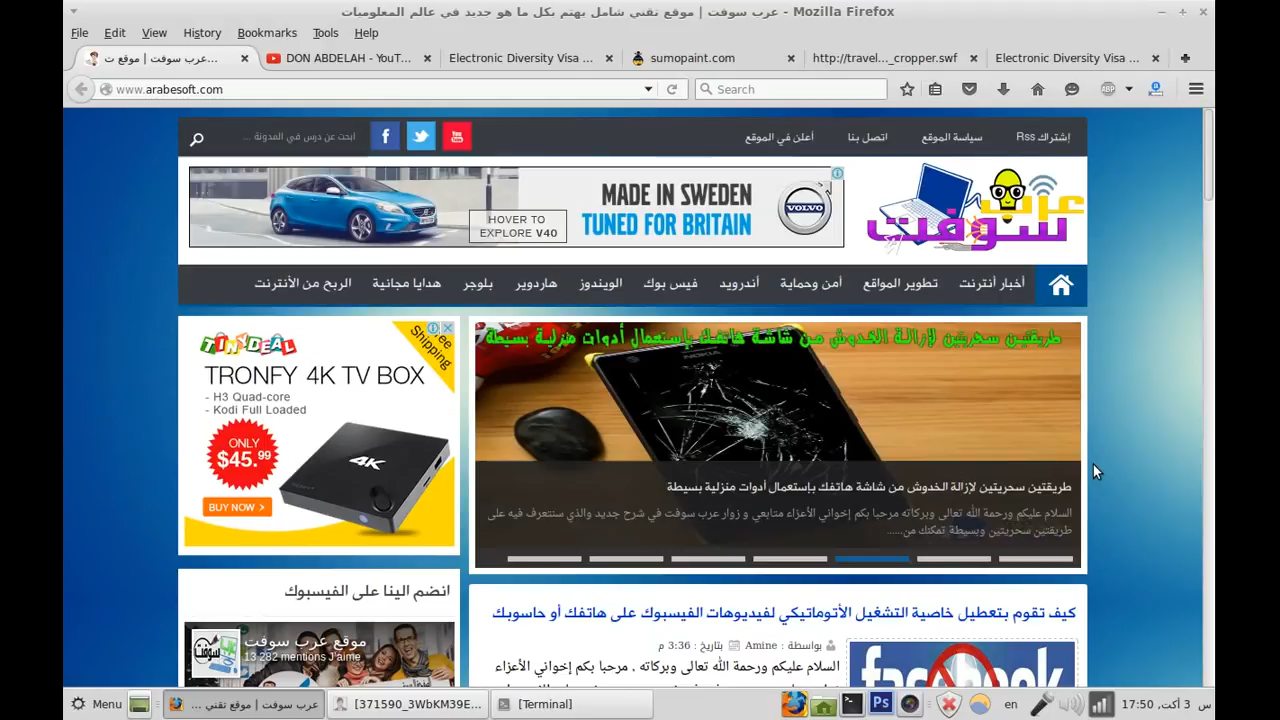 عرب سوفت | موقع تقني شامل يهتم بكل ما هو جديد في عالم المعلوميات - Mozilla Firefox
File Edit View History Bookmarks Tools Help
عرب سوفت | موقع ت...
DON ABDELAH - YouT...
Electronic Diversity Visa ...
sumopaint.com
http://travel..._cropper.swf
Electronic Diversity Visa ...
www.arabesoft.com
Search
ABP
إشتراك Rss
سياسة الموقع
اتصل بنا
أعلن في الموقع
You Tube
ابحث عن درس في المدونة ...
عرب
سوفت
MADE IN SWEDEN
TUNED FOR BRITAIN
HOVER TO
EXPLORE V40
VOLVO
أخبار أنترنت
تطوير المواقع
أمن وحماية
أندرويد
فيس بوك
الويندوز
هاردوير
بلوجر
هدايا مجانية
الربح من الأنترنت
طريقتين سحريتين لإزالة الخدوش من شاشة هاتفك بإستعمال أدوات منزلية بسيطة
NOKIA
طريقتين سحريتين لإزالة الخدوش من شاشة هاتفك بإستعمال أدوات منزلية بسيطة
السلام عليكم ورحمة الله تعالى وبركاته مرحبا بكم إخواني الأعزاء متابعي و زوار عرب سوفت في شرح جديد والذي سنتعرف فيه على
طريقتين سحريتين وبسيطة تمكنك من......
TINYDEAL
Free
Shipping
TRONFY 4K TV BOX
- H3 Quad-core
- Kodi Full Loaded
ONLY
$45.99
BUY NOW >
4K
كيف تقوم بتعطيل خاصية التشغيل الأتوماتيكي لفيديوهات الفيسبوك على هاتفك أو حاسوبك
بواسطة : Amine بتاريخ : 3:36 م
السلام عليكم ورحمة الله تعالى وبركاته ، مرحبا بكم إخواني الأعزاء
facebook
انضم الينا على الفيسبوك
موقع عرب سوفت
13 282 mentions J'aime
Menu
عرب سوفت | موقع تقني ...
[371590_3WbKM39E...
[Terminal]
Ps
en
س 3 أكت، 17:50